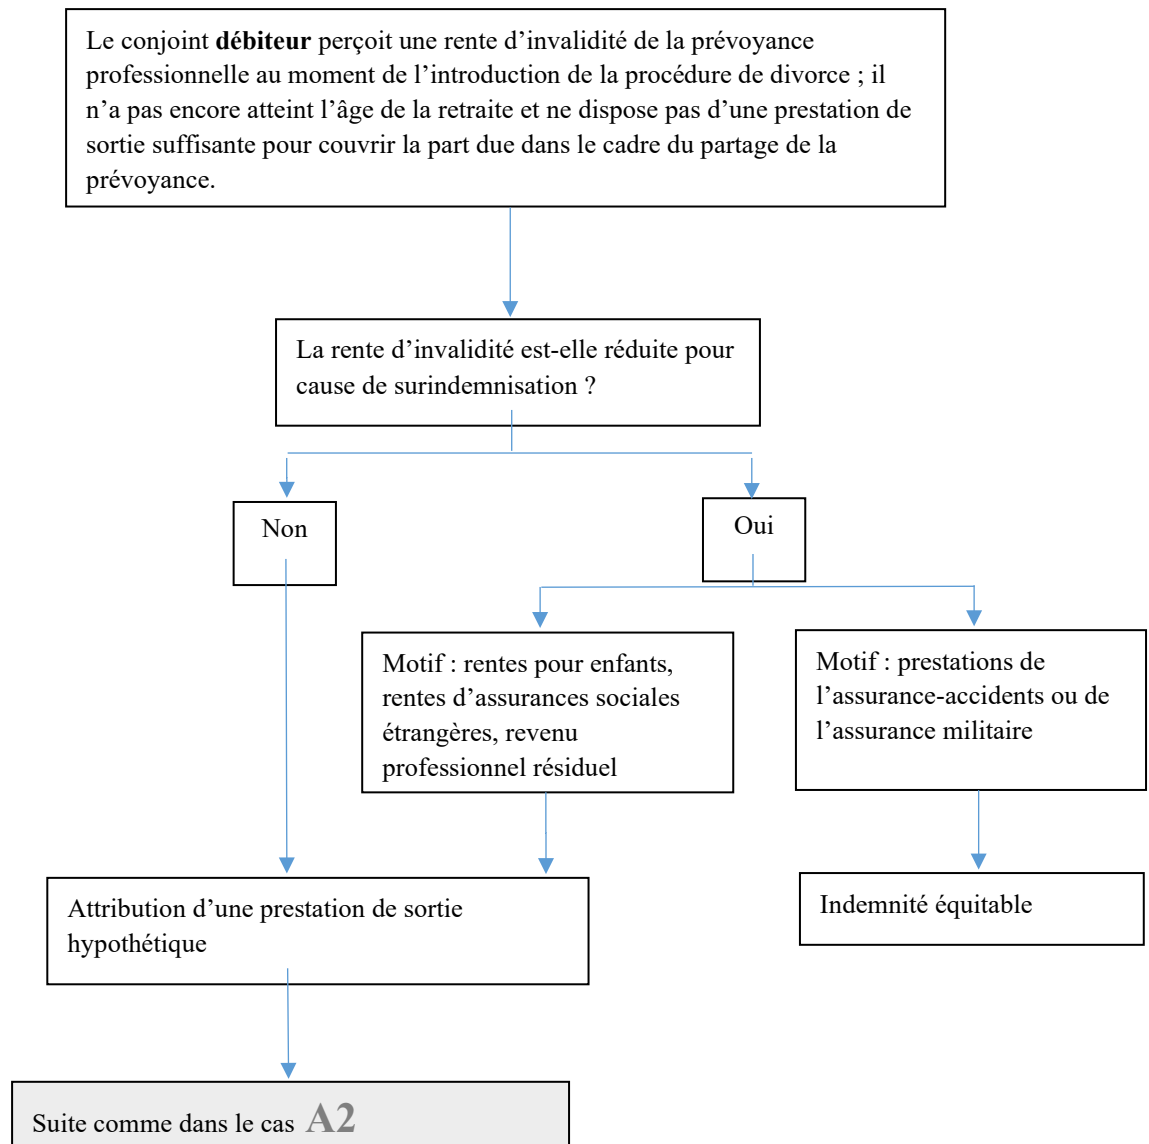 Le conjoint débiteur perçoit une rente d’invalidité de la prévoyance
professionnelle au moment de l’introduction de la procédure de divorce ; il
n’a pas encore atteint l’âge de la retraite et ne dispose pas d’une prestation de
sortie suffisante pour couvrir la part due dans le cadre du partage de la
prévoyance.
La rente d’invalidité est-elle réduite pour
cause de surindemnisation ?
Non
Oui
Motif : rentes pour enfants,
rentes d’assurances sociales
étrangères, revenu
professionnel résiduel
Motif : prestations de
l’assurance-accidents ou de
l’assurance militaire
Attribution d’une prestation de sortie
hypothétique
Indemnité équitable
Suite comme dans le cas A2